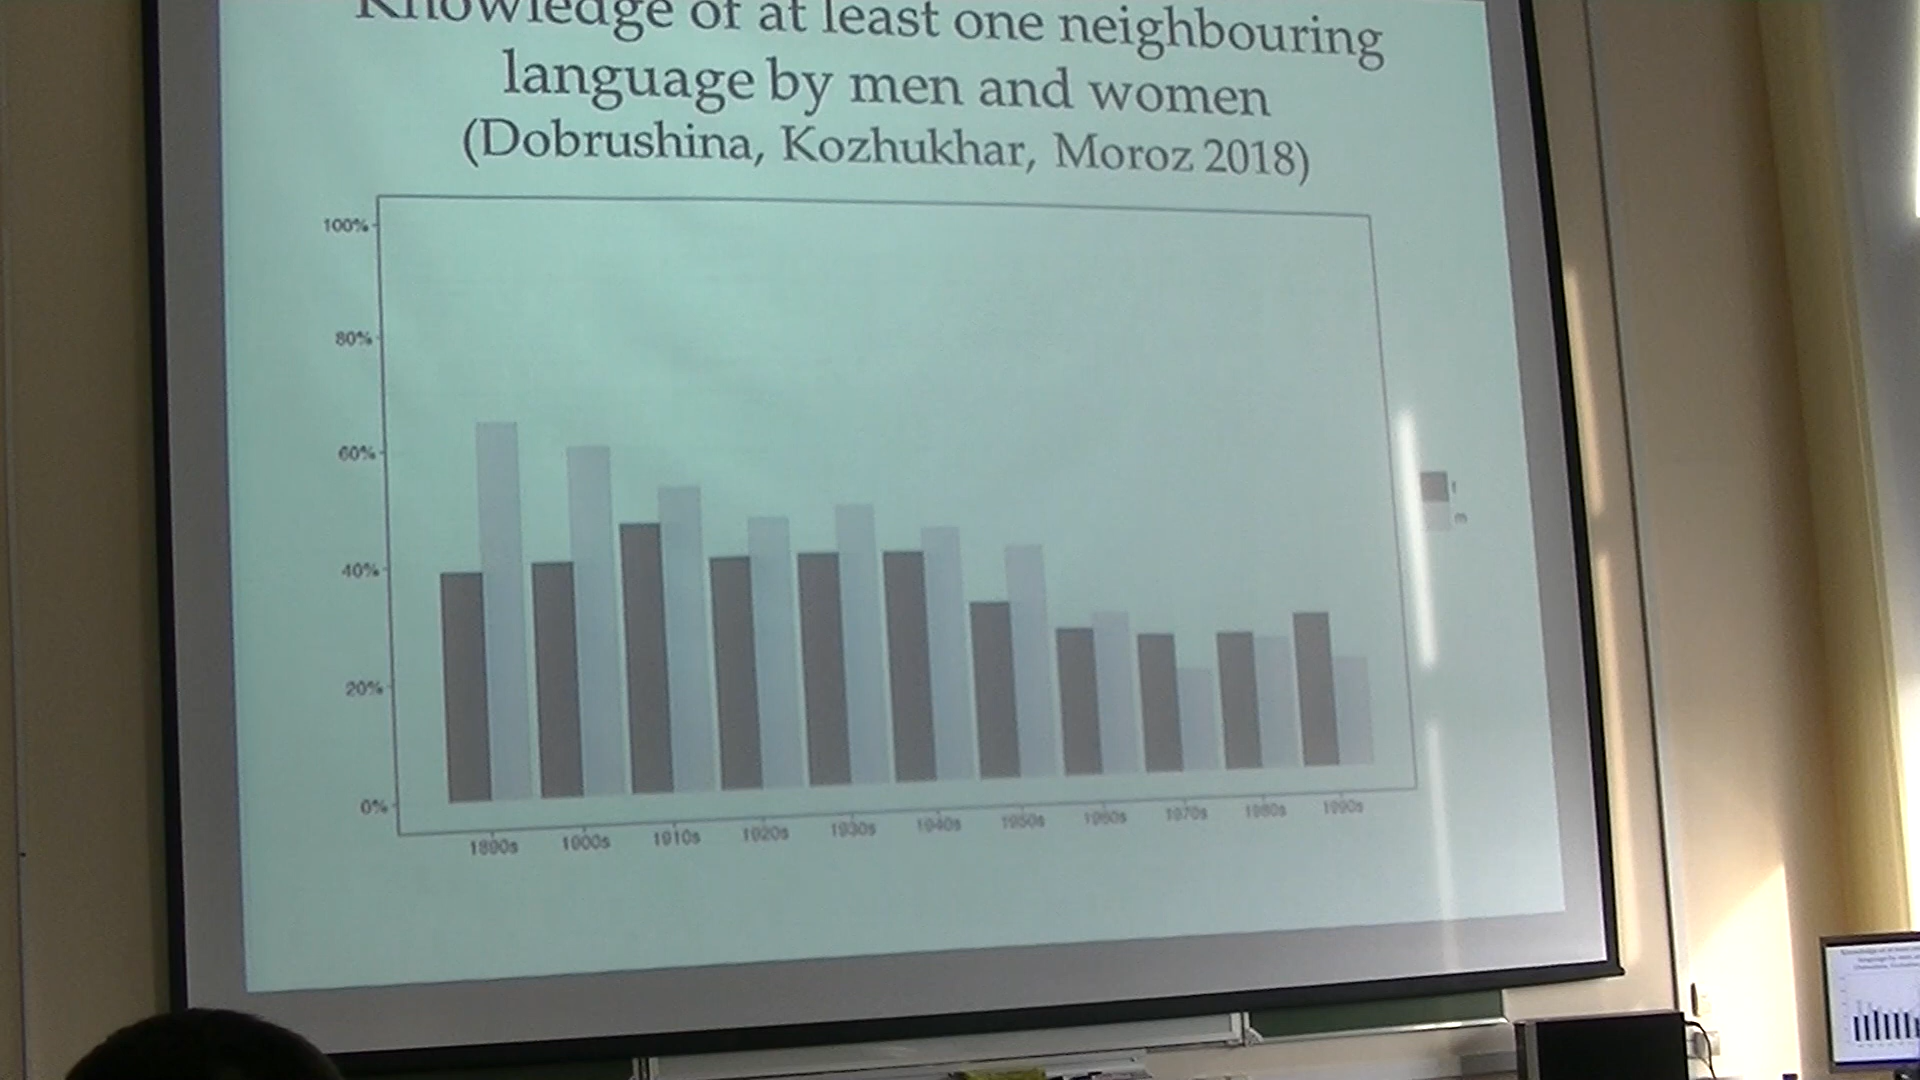 Knowledge of at least one neighbouring
language by men and women
(Dobrushina, Kozhukhar, Moroz 2018)
100%
80%
60%
40%
20%
0%
1890s 1900s 1910s 1920s 1930s 1940s 1950s 1960s 1970s 1980s 1990s
f
m